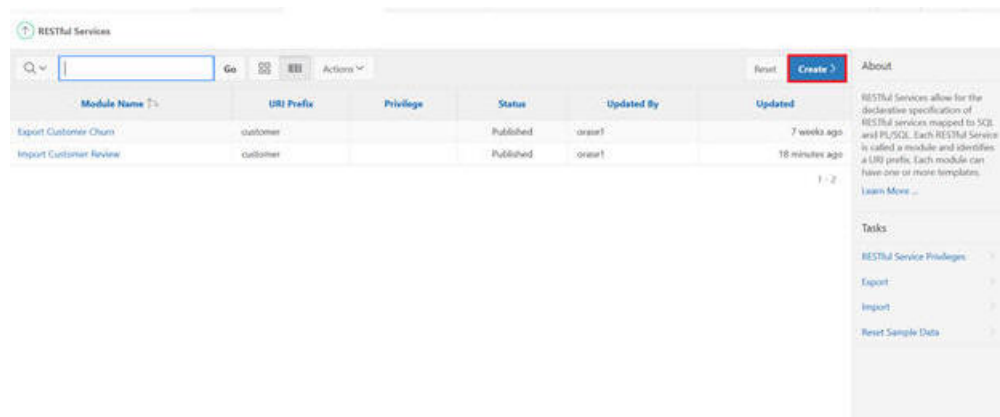 RESTful Services
Go
Actions
Reset
Create >
Module Name
URI Prefix
Privilege
Status
Updated By
Updated
Export Customer Churn
customer
Published
orase1
7 weeks ago
Import Customer Review
customer
Published
orase1
18 minutes ago
1 - 2
About
RESTful Services allow for the
declarative specification of
RESTful services mapped to SQL
and PL/SQL. Each RESTful Service
is called a module and identifies
a URI prefix. Each module can
have one or more templates.
Learn More ...
Tasks
RESTful Service Privileges
Export
Import
Reset Sample Data